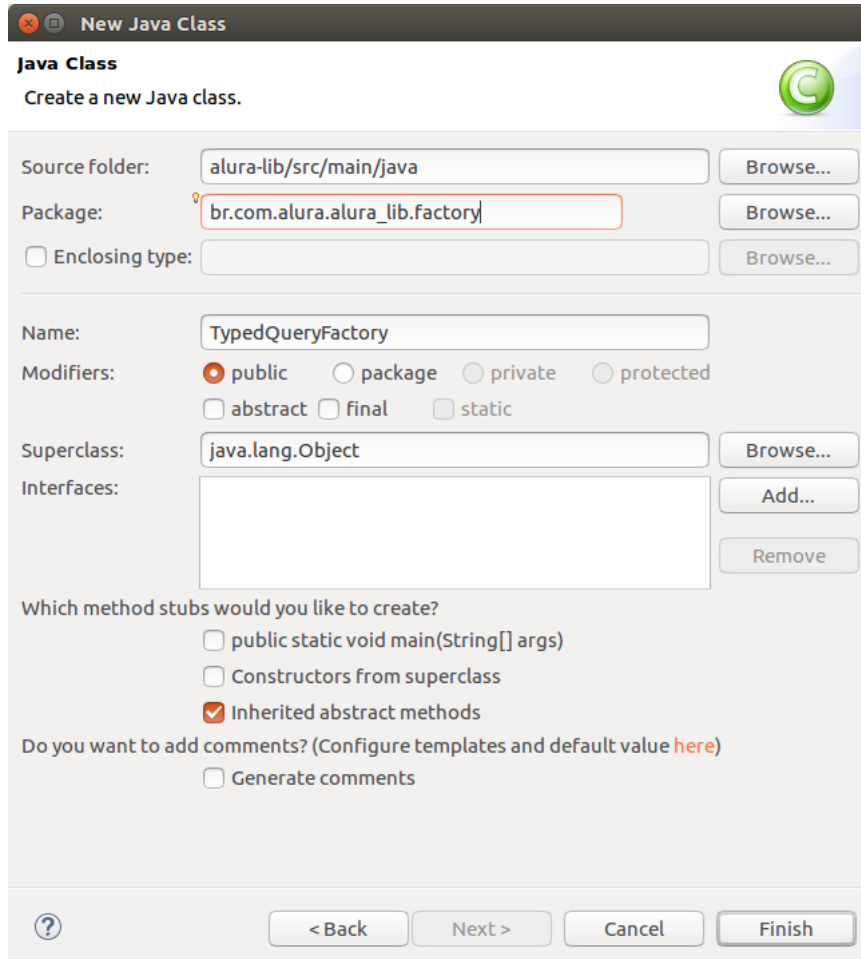 New Java Class
Java Class
Create a new Java class.
C
Source folder: alura-lib/src/main/java Browse...
Package: br.com.alura.alura_lib.factory Browse...
Enclosing type: Browse...
Name: TypedQueryFactory
Modifiers: public package private protected
abstract final static
Superclass: java.lang.Object Browse...
Interfaces: Add...
Remove
Which method stubs would you like to create?
public static void main(String[] args)
Constructors from superclass
Inherited abstract methods
Do you want to add comments? (Configure templates and default value here)
Generate comments
? < Back Next > Cancel Finish